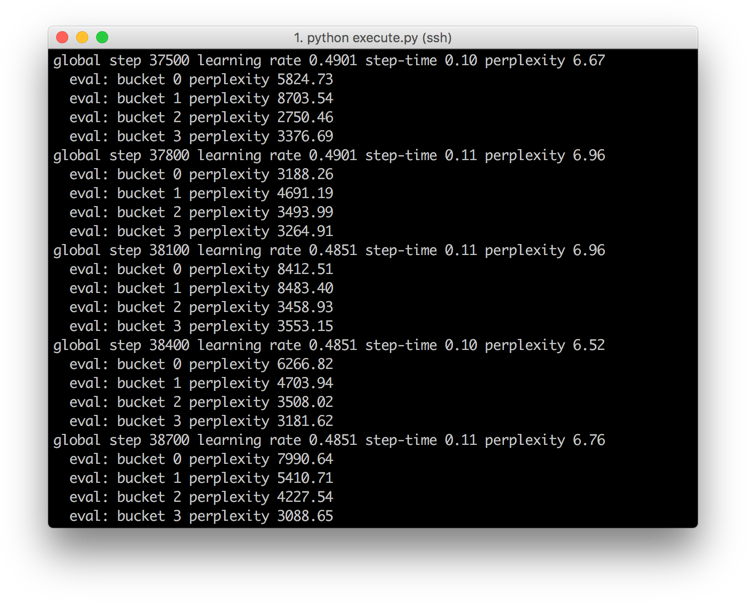 1. python execute.py (ssh)
global step 37500 learning rate 0.4901 step-time 0.10 perplexity 6.67
eval: bucket 0 perplexity 5824.73
eval: bucket 1 perplexity 8703.54
eval: bucket 2 perplexity 2750.46
eval: bucket 3 perplexity 3376.69
global step 37800 learning rate 0.4901 step-time 0.11 perplexity 6.96
eval: bucket 0 perplexity 3188.26
eval: bucket 1 perplexity 4691.19
eval: bucket 2 perplexity 3493.99
eval: bucket 3 perplexity 3264.91
global step 38100 learning rate 0.4851 step-time 0.11 perplexity 6.96
eval: bucket 0 perplexity 8412.51
eval: bucket 1 perplexity 8483.40
eval: bucket 2 perplexity 3458.93
eval: bucket 3 perplexity 3553.15
global step 38400 learning rate 0.4851 step-time 0.10 perplexity 6.52
eval: bucket 0 perplexity 6266.82
eval: bucket 1 perplexity 4703.94
eval: bucket 2 perplexity 3508.02
eval: bucket 3 perplexity 3181.62
global step 38700 learning rate 0.4851 step-time 0.11 perplexity 6.76
eval: bucket 0 perplexity 7990.64
eval: bucket 1 perplexity 5410.71
eval: bucket 2 perplexity 4227.54
eval: bucket 3 perplexity 3088.65